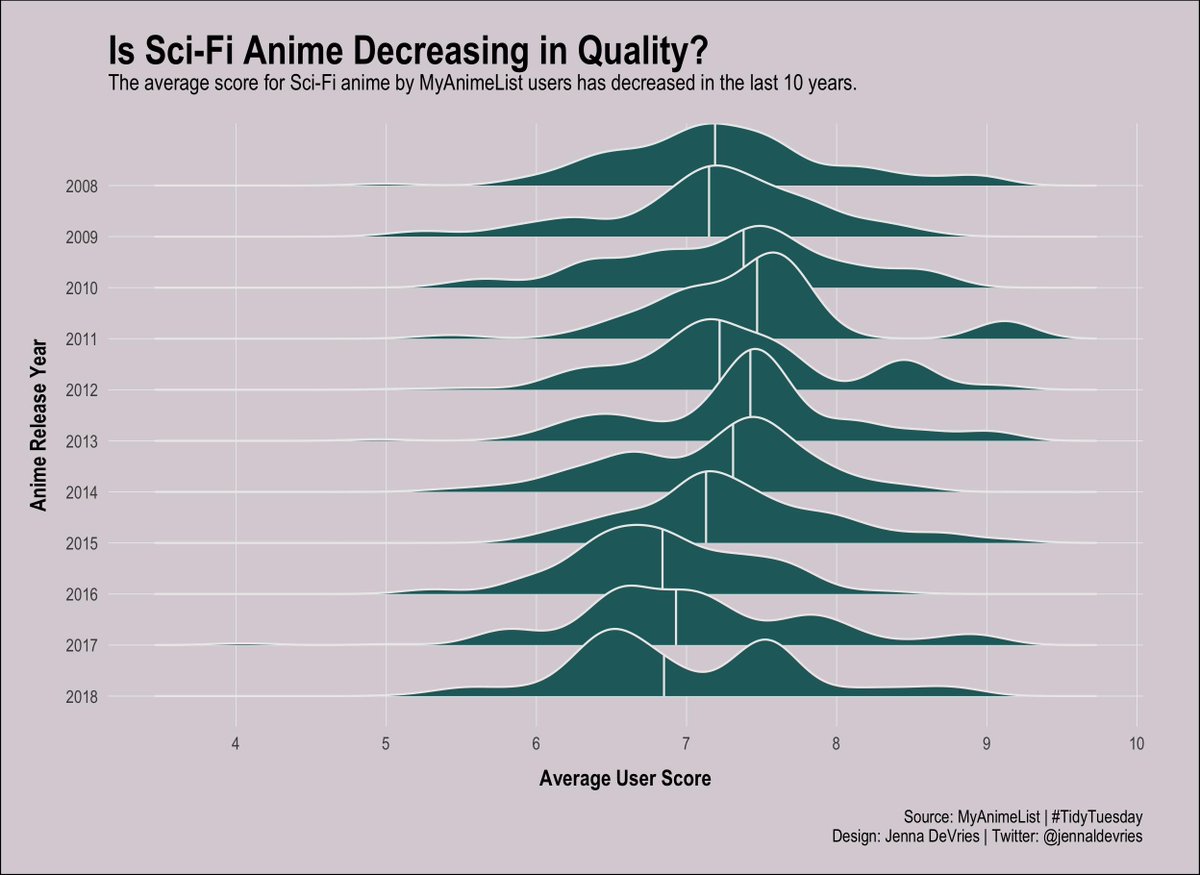 Is Sci-Fi Anime Decreasing in Quality?
The average score for Sci-Fi anime by MyAnimeList users has decreased in the last 10 years.
Anime Release Year
2008
2009
2010
2011
2012
2013
2014
2015
2016
2017
2018
4 5 6 7 8 9 10
Average User Score
Source: MyAnimeList | #TidyTuesday
Design: Jenna DeVries | Twitter: @jennaldevries